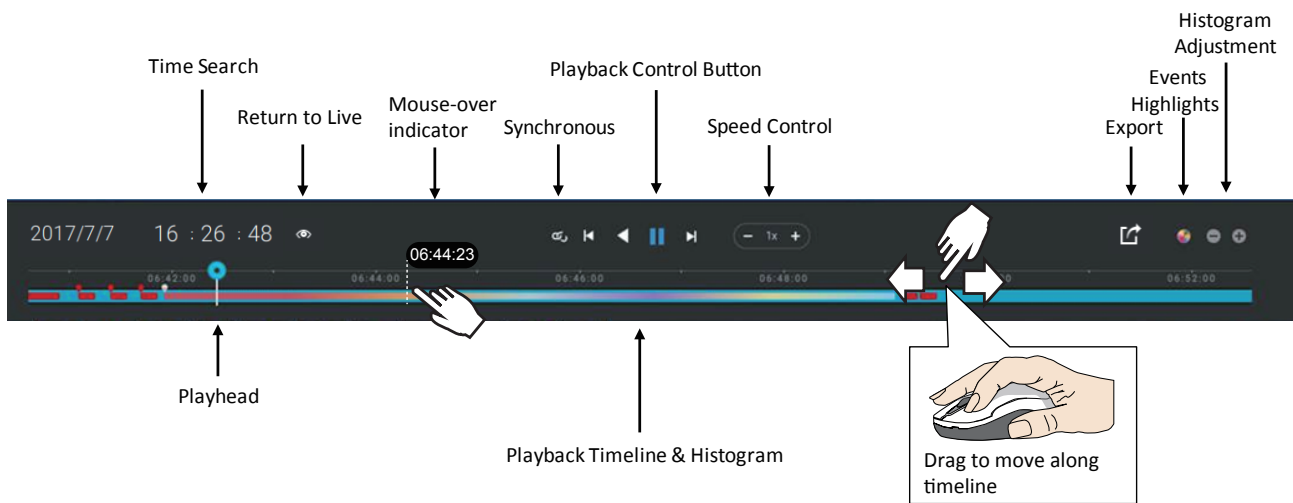 Histogram
Adjustment
Time Search
Playback Control Button
Events
Highlights
Return to Live
Mouse-over
indicator
Synchronous
Speed Control
Export
2017/7/7 16 : 26 : 48
1x
06:44:23
06:42:00 06:44:00 06:46:00 06:48:00 06:52:00
Playhead
Playback Timeline & Histogram
Drag to move along
timeline